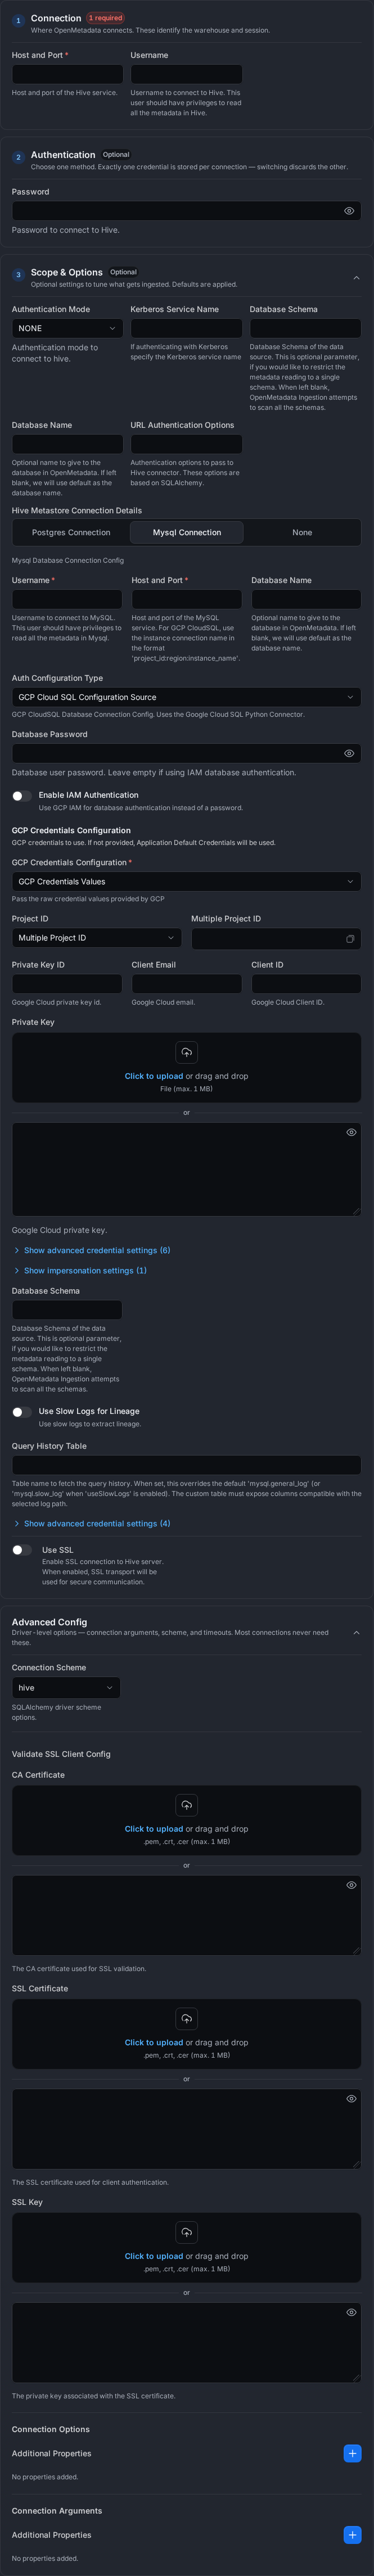 1
Connection
1 required
Where OpenMetadata connects. These identify the warehouse and session.
Host and Port *
Username
Host and port of the Hive service.
Username to connect to Hive. This
user should have privileges to read
all the metadata in Hive.
2
Authentication
Optional
Choose one method. Exactly one credential is stored per connection — switching discards the other.
Password
Password to connect to Hive.
3
Scope & Options
Optional
Optional settings to tune what gets ingested. Defaults are applied.
Authentication Mode
Kerberos Service Name
Database Schema
NONE
Authentication mode to
connect to hive.
If authenticating with Kerberos
specify the Kerberos service name
Database Schema of the data
source. This is optional parameter,
if you would like to restrict the
metadata reading to a single
schema. When left blank,
OpenMetadata Ingestion attempts
to scan all the schemas.
Database Name
URL Authentication Options
Optional name to give to the
database in OpenMetadata. If left
blank, we will use default as the
database name.
Authentication options to pass to
Hive connector. These options are
based on SQLAlchemy.
Hive Metastore Connection Details
Postgres Connection
Mysql Connection
None
Mysql Database Connection Config
Username *
Host and Port *
Database Name
Username to connect to MySQL.
This user should have privileges to
read all the metadata in Mysql.
Host and port of the MySQL
service. For GCP CloudSQL, use
the instance connection name in
the format
'project_id:region:instance_name'.
Optional name to give to the
database in OpenMetadata. If left
blank, we will use default as the
database name.
Auth Configuration Type
GCP Cloud SQL Configuration Source
GCP CloudSQL Database Connection Config. Uses the Google Cloud SQL Python Connector.
Database Password
Database user password. Leave empty if using IAM database authentication.
Enable IAM Authentication
Use GCP IAM for database authentication instead of a password.
GCP Credentials Configuration
GCP credentials to use. If not provided, Application Default Credentials will be used.
GCP Credentials Configuration *
GCP Credentials Values
Pass the raw credential values provided by GCP
Project ID
Multiple Project ID
Multiple Project ID
Private Key ID
Client Email
Client ID
Google Cloud private key id.
Google Cloud email.
Google Cloud Client ID.
Private Key
Click to upload or drag and drop
File (max. 1 MB)
or
Google Cloud private key.
Show advanced credential settings (6)
Show impersonation settings (1)
Database Schema
Database Schema of the data
source. This is optional parameter,
if you would like to restrict the
metadata reading to a single
schema. When left blank,
OpenMetadata Ingestion attempts
to scan all the schemas.
Use Slow Logs for Lineage
Use slow logs to extract lineage.
Query History Table
Table name to fetch the query history. When set, this overrides the default 'mysql.general_log' (or
'mysql.slow_log' when 'useSlowLogs' is enabled). The custom table must expose columns compatible with the
selected log path.
Show advanced credential settings (4)
Use SSL
Enable SSL connection to Hive server.
When enabled, SSL transport will be
used for secure communication.
Advanced Config
Driver-level options — connection arguments, scheme, and timeouts. Most connections never need
these.
Connection Scheme
hive
SQLAlchemy driver scheme
options.
Validate SSL Client Config
CA Certificate
Click to upload or drag and drop
.pem, .crt, .cer (max. 1 MB)
or
The CA certificate used for SSL validation.
SSL Certificate
Click to upload or drag and drop
.pem, .crt, .cer (max. 1 MB)
or
The SSL certificate used for client authentication.
SSL Key
Click to upload or drag and drop
.pem, .crt, .cer (max. 1 MB)
or
The private key associated with the SSL certificate.
Connection Options
Additional Properties
No properties added.
Connection Arguments
Additional Properties
No properties added.